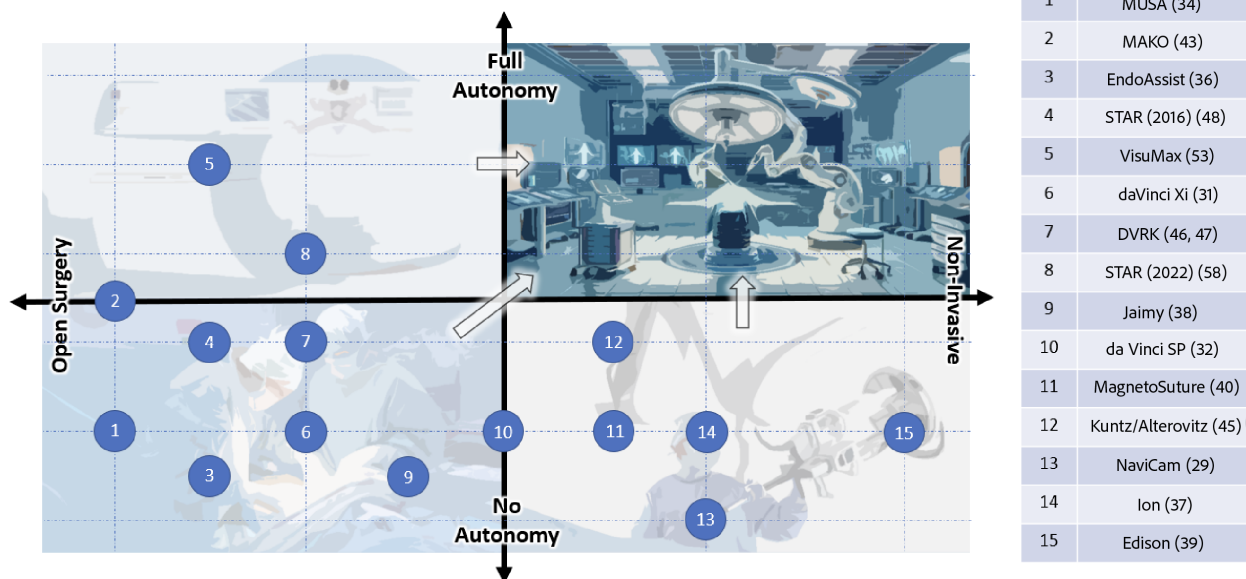 Full
Autonomy
Open Surgery
Non-Invasive
No
Autonomy
5
8
2
4
7
12
1
6
10
11
14
15
3
9
13
1 MUSA (34)
2 MAKO (43)
3 EndoAssist (36)
4 STAR (2016) (48)
5 VisuMax (53)
6 daVinci Xi (31)
7 DVRK (46, 47)
8 STAR (2022) (58)
9 Jaimy (38)
10 da Vinci SP (32)
11 MagnetoSuture (40)
12 Kuntz/Alterovitz (45)
13 NaviCam (29)
14 Ion (37)
15 Edison (39)